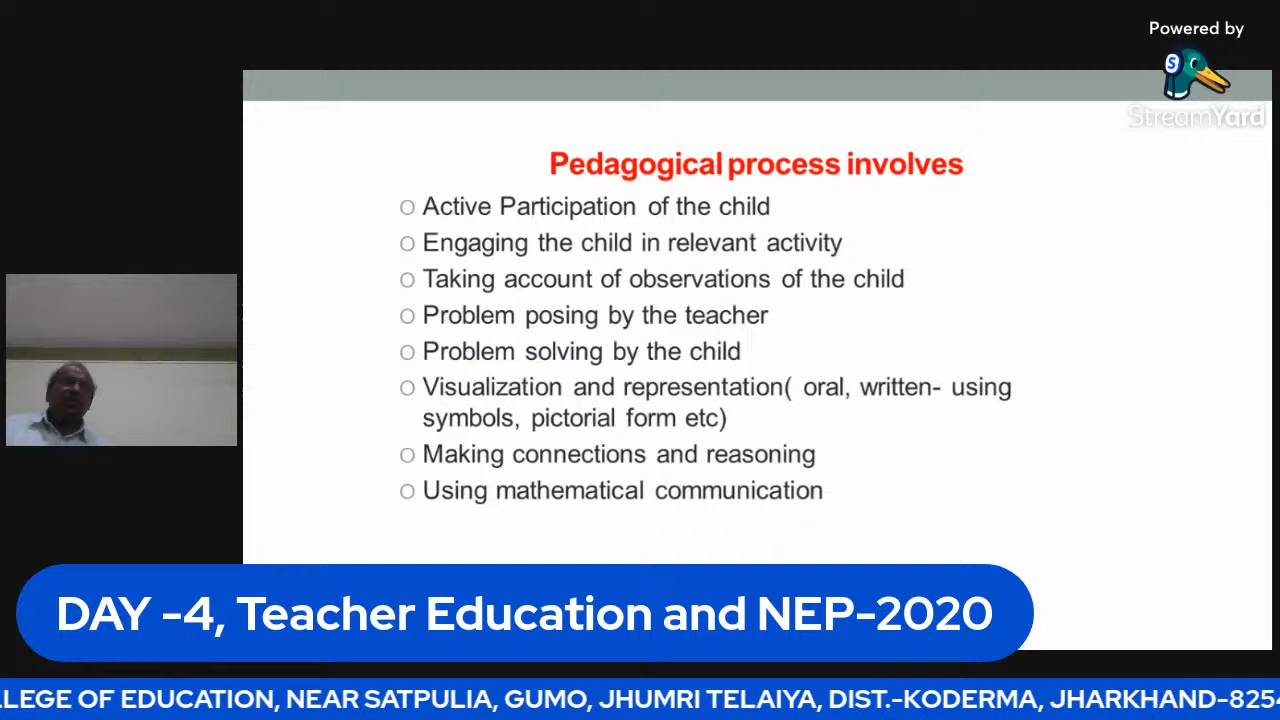 Powered by
StreamYard
Pedagogical process involves
Active Participation of the child
Engaging the child in relevant activity
Taking account of observations of the child
Problem posing by the teacher
Problem solving by the child
Visualization and representation( oral, written- using
symbols, pictorial form etc)
Making connections and reasoning
Using mathematical communication
DAY -4, Teacher Education and NEP-2020
LLEGE OF EDUCATION, NEAR SATPULIA, GUMO, JHUMRI TELAIYA, DIST.-KODERMA, JHARKHAND-825